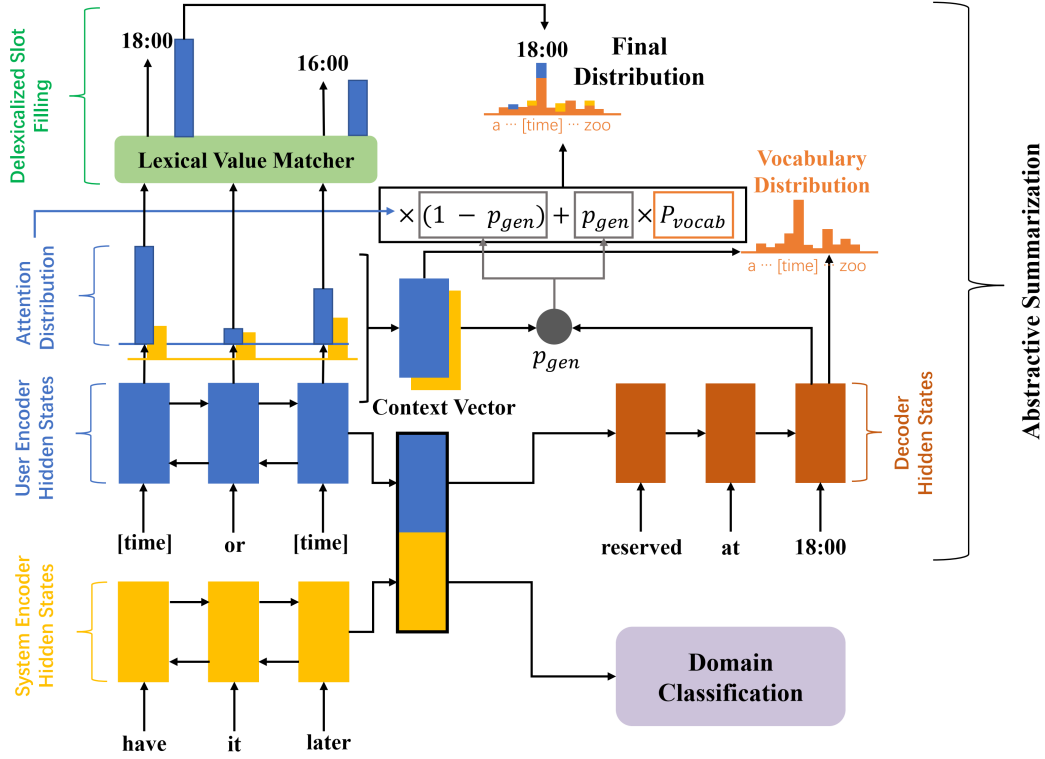 Delexicalized Slot
Filling
18:00
16:00
Lexical Value Matcher
18:00
Final
Distribution
a ··· [time] ··· zoo
Vocabulary
Distribution
a ··· [time] ··· zoo
× (1 − p_gen) + p_gen × P_vocab
Attention
Distribution
p_gen
Context Vector
User Encoder
Hidden States
[time]
or
[time]
Decoder
Hidden States
reserved
at
18:00
System Encoder
Hidden States
have
it
later
Domain
Classification
Abstractive Summarization